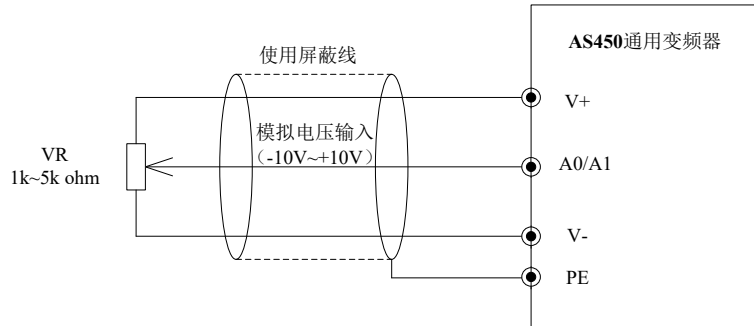 AS450通用变频器
使用屏蔽线
V+
模拟电压输入
(-10V~+10V)
A0/A1
VR
1k~5k ohm
V-
PE